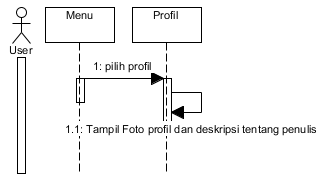 Menu
Profil
User
1: pilih profil
1.1: Tampil Foto profil dan deskripsi tentang penulis